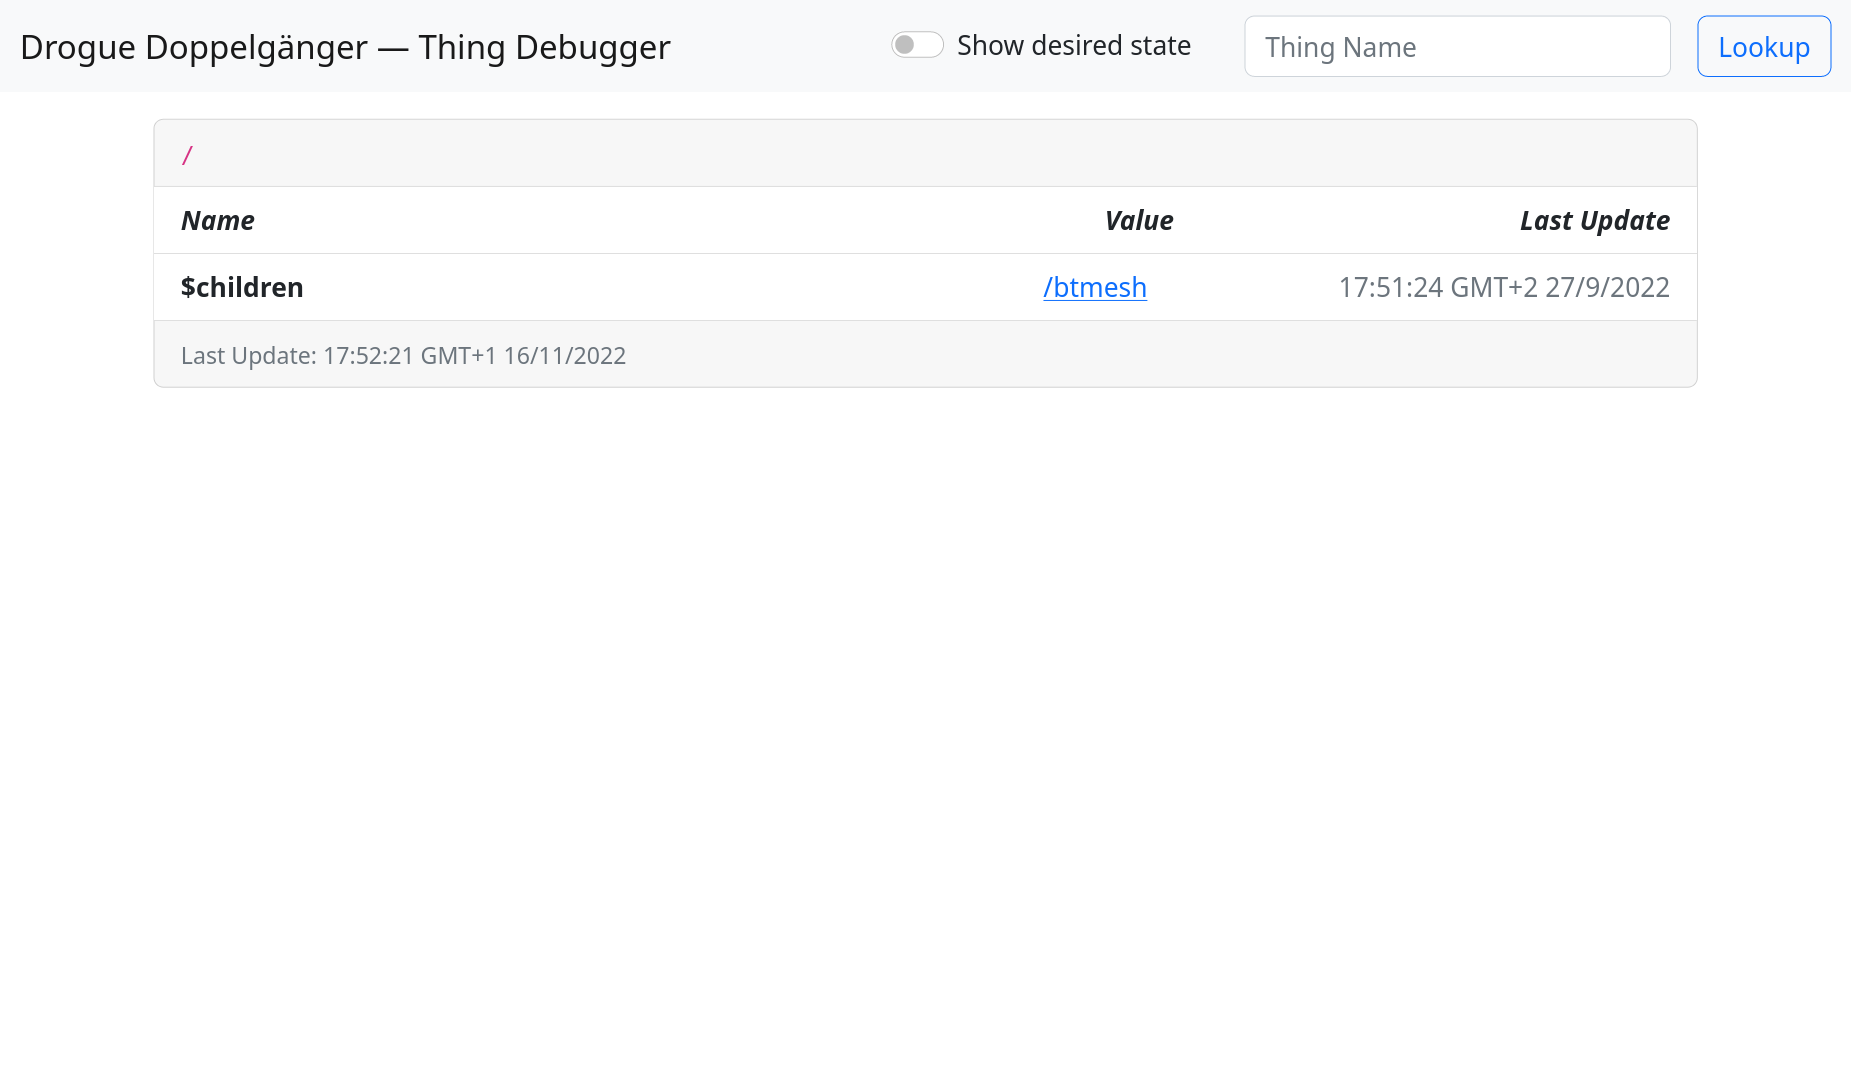 Drogue Doppelgänger — Thing Debugger Show desired state Thing Name Lookup
/
Name Value Last Update
$children /btmesh 17:51:24 GMT+2 27/9/2022
Last Update: 17:52:21 GMT+1 16/11/2022